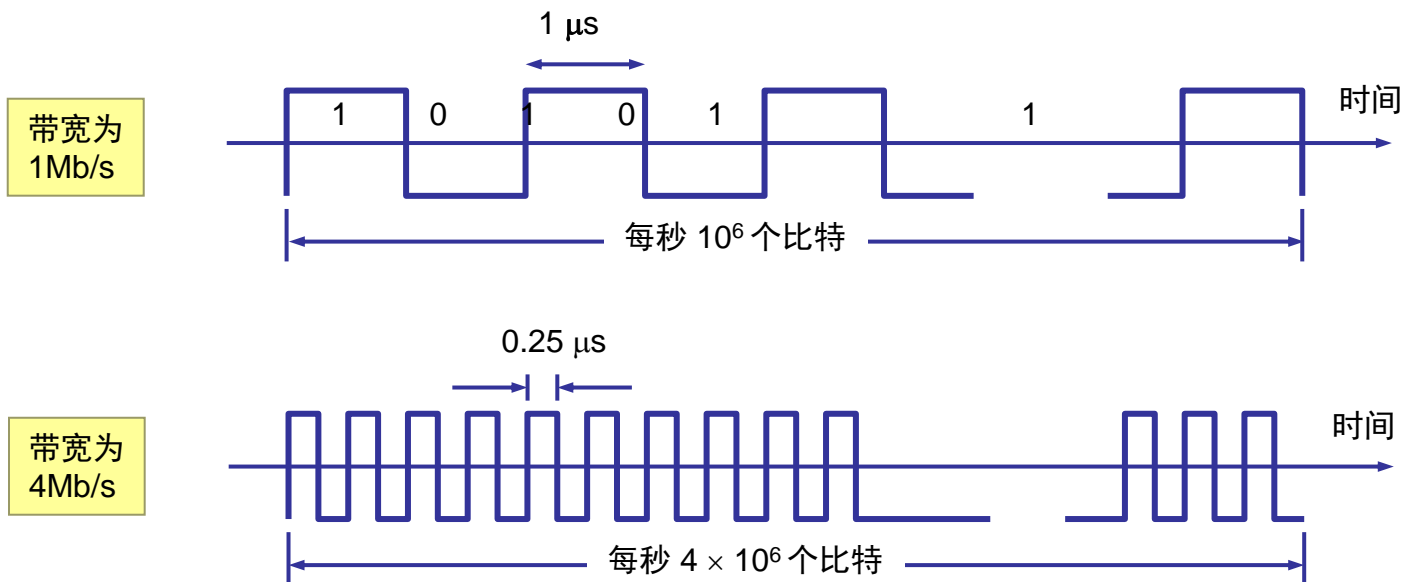 1 μs
带宽为
1Mb/s
1 0 1 0 1 1
时间
每秒 10⁶ 个比特
0.25 μs
带宽为
4Mb/s
时间
每秒 4 × 10⁶ 个比特